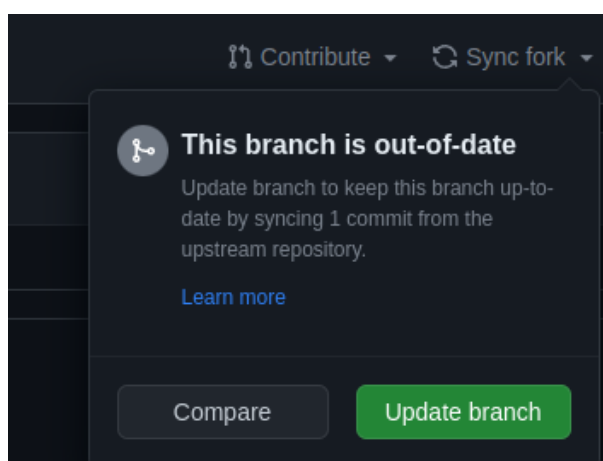 Contribute
Sync fork
This branch is out-of-date
Update branch to keep this branch up-to-
date by syncing 1 commit from the
upstream repository.
Learn more
Compare
Update branch